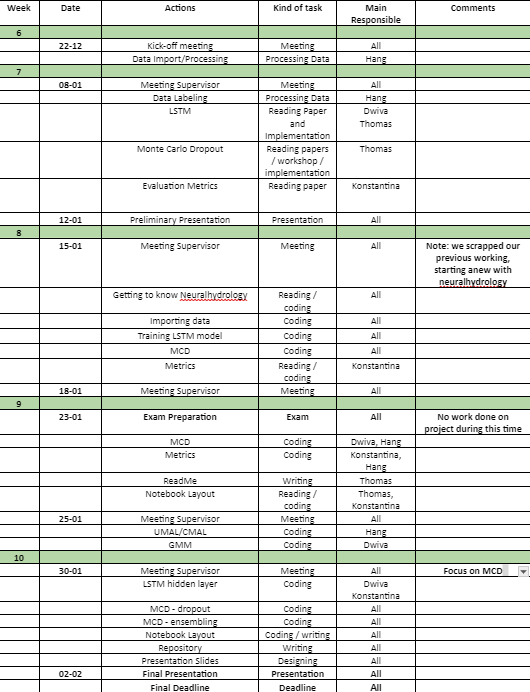 Week Date Actions Kind of task Main Responsible Comments
6
22-12 Kick-off meeting Meeting All
Data Import/Processing Processing Data Hang
7
08-01 Meeting Supervisor Meeting All
Data Labeling Processing Data Hang
LSTM Reading Paper and Implementation Dwiva Thomas
Monte Carlo Dropout Reading papers / workshop / implementation Thomas
Evaluation Metrics Reading paper Konstantina
12-01 Preliminary Presentation Presentation All
8
15-01 Meeting Supervisor Meeting All Note: we scrapped our previous working, starting anew with neuralhydrology
Getting to know Neuralhydrology Reading / coding All
Importing data Coding All
Training LSTM model Coding All
MCD Coding All
Metrics Reading / coding Konstantina
18-01 Meeting Supervisor Meeting All
9
23-01 Exam Preparation Exam All No work done on project during this time
MCD Coding Dwiva, Hang
Metrics Coding Konstantina, Hang
ReadMe Writing Thomas
Notebook Layout Reading / coding Thomas, Konstantina
25-01 Meeting Supervisor Meeting All
UMAL/CMAL Coding Hang
GMM Coding Dwiva
10
30-01 Meeting Supervisor Meeting All Focus on MCD
LSTM hidden layer Coding Dwiva Konstantina
MCD - dropout Coding All
MCD - ensembling Coding All
Notebook Layout Coding / writing All
Repository Writing All
Presentation Slides Designing All
02-02 Final Presentation Presentation All
Final Deadline Deadline All